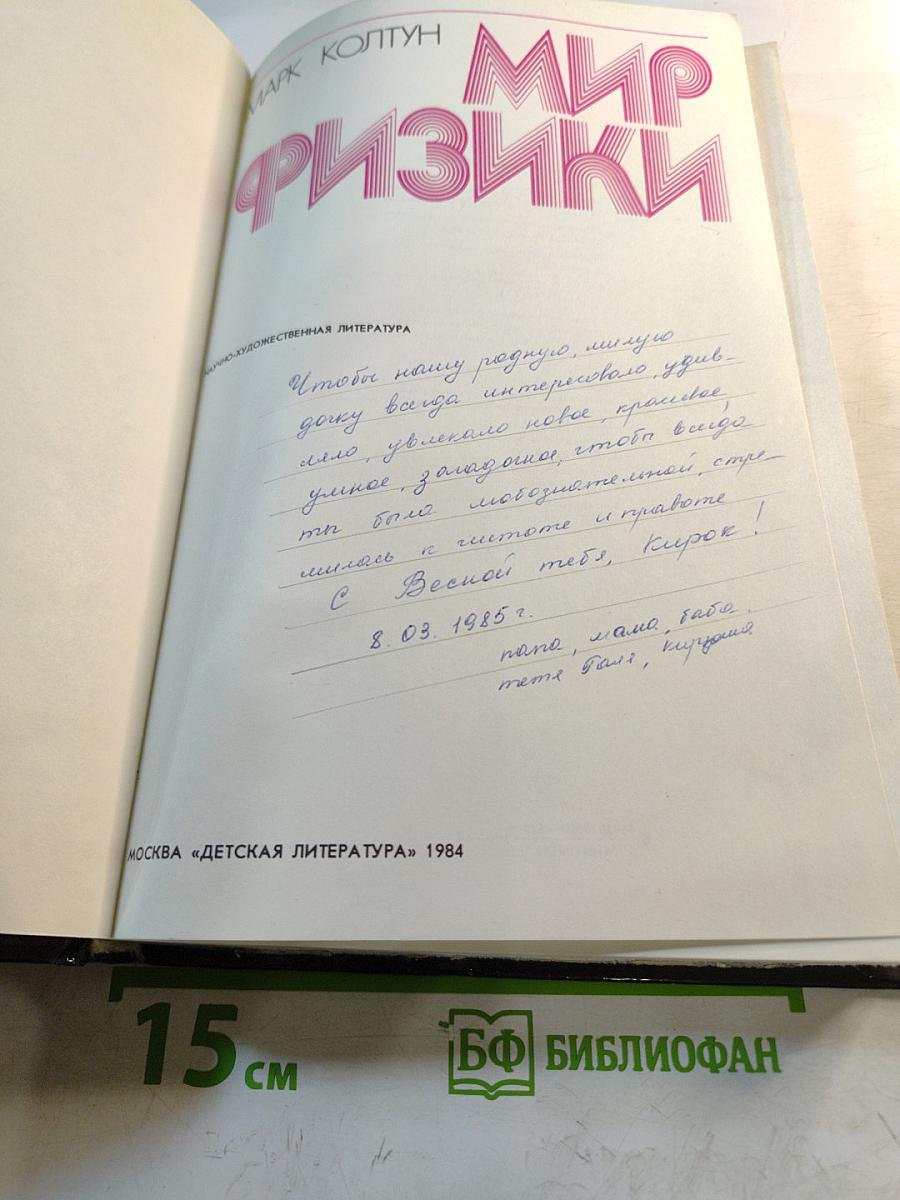 МАРК КОЛТУН
МИР
ФИЗИКИ
НАУЧНО-ХУДОЖЕСТВЕННАЯ ЛИТЕРАТУРА
Чтобы нашу родную, милую
дочку всегда интересовало, удив-
ляло, увлекало новое, красивое,
умное, загадочное, чтобы всегда
ты была любознательной, стре-
милась к чистоте и правоте
С Весной тебя, Кирок!
8.03.1985 г.
папа, мама, баба,
тетя Галя, Кирюша
МОСКВА «ДЕТСКАЯ ЛИТЕРАТУРА» 1984
15 см
БФ БИБЛИОФАН